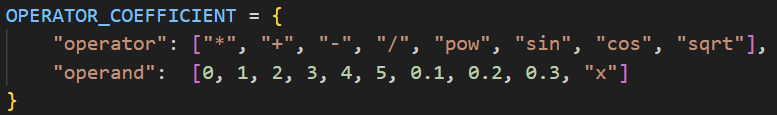 OPERATOR_COEFFICIENT = {
    "operator": ["*", "+", "-", "/", "pow", "sin", "cos", "sqrt"],
    "operand":  [0, 1, 2, 3, 4, 5, 0.1, 0.2, 0.3, "x"]
}